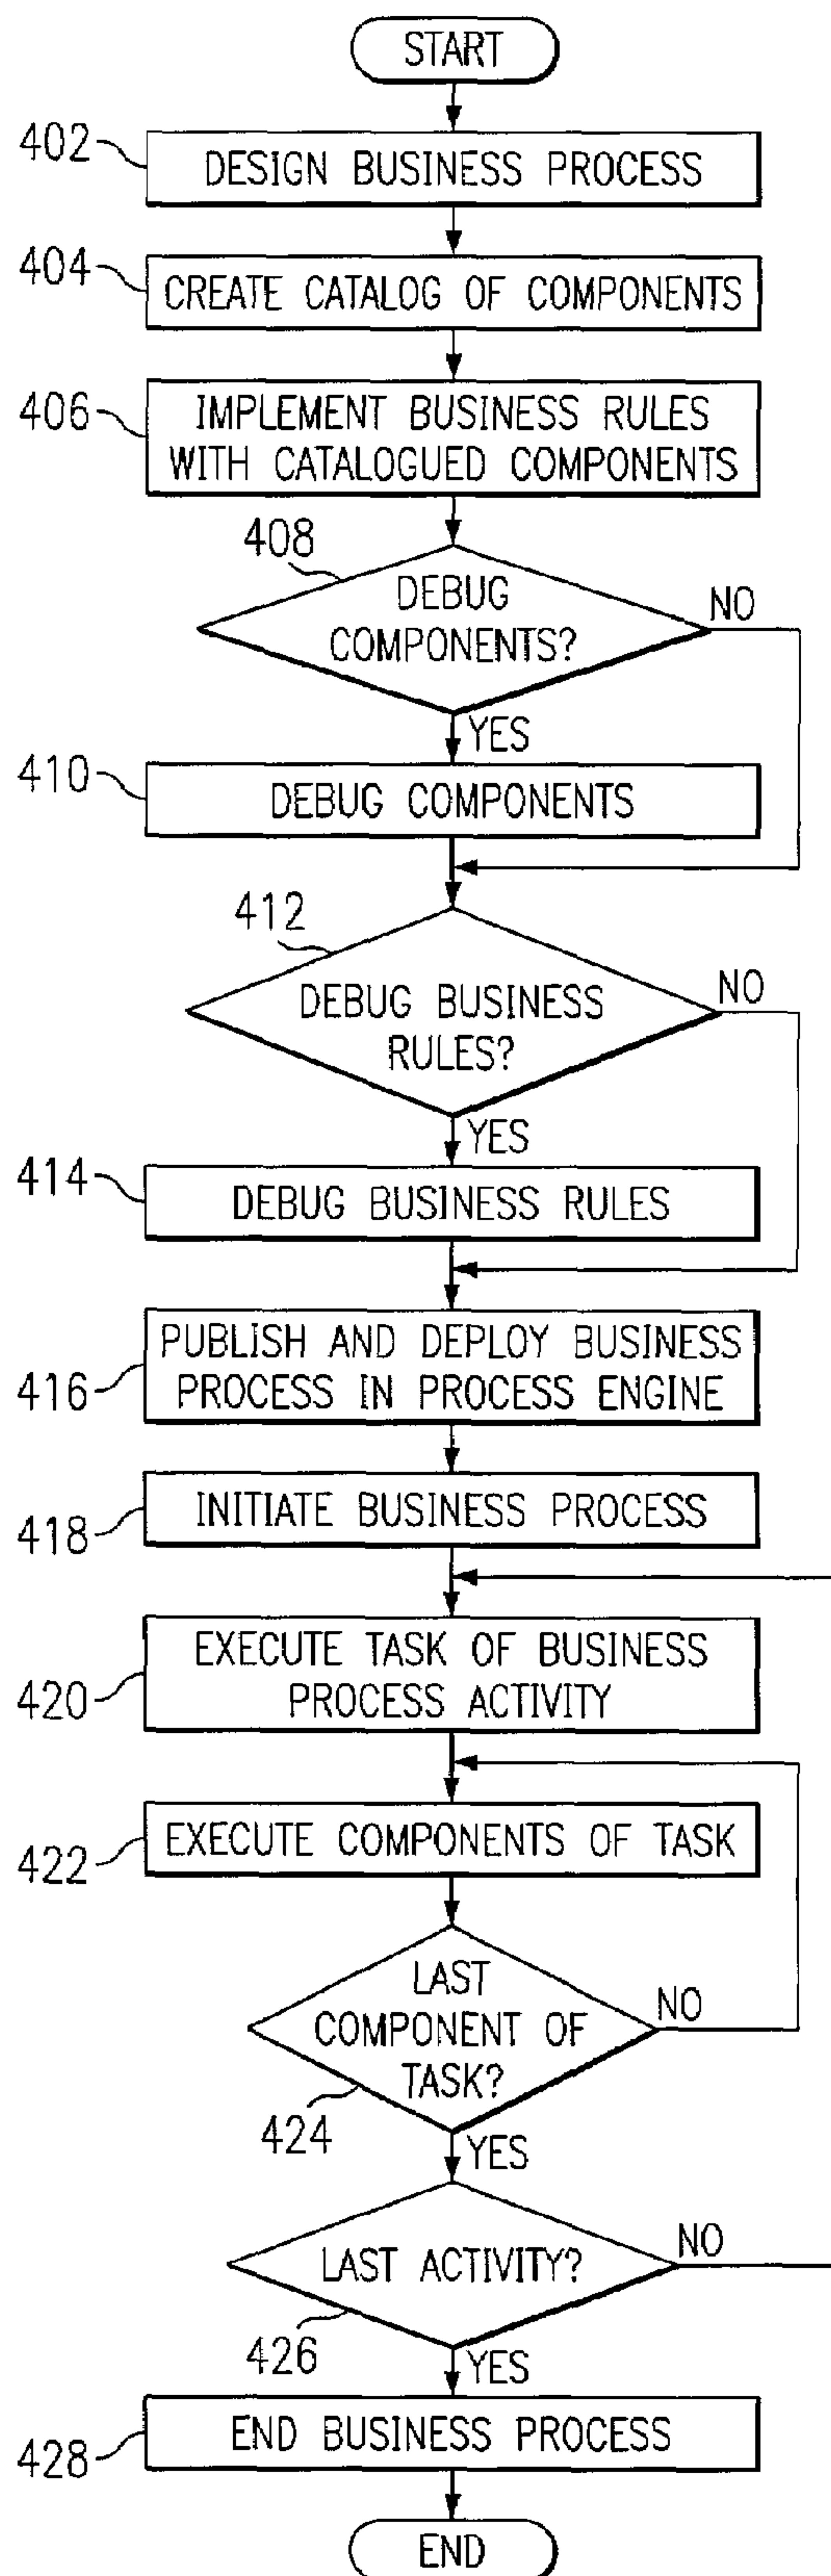 START
402
DESIGN BUSINESS PROCESS
404
CREATE CATALOG OF COMPONENTS
406
IMPLEMENT BUSINESS RULES
WITH CATALOGUED COMPONENTS
408
DEBUG
COMPONENTS?
NO
YES
410
DEBUG COMPONENTS
412
DEBUG BUSINESS
RULES?
NO
YES
414
DEBUG BUSINESS RULES
416
PUBLISH AND DEPLOY BUSINESS
PROCESS IN PROCESS ENGINE
418
INITIATE BUSINESS PROCESS
420
EXECUTE TASK OF BUSINESS
PROCESS ACTIVITY
422
EXECUTE COMPONENTS OF TASK
LAST
COMPONENT OF
TASK?
NO
424
YES
LAST ACTIVITY?
NO
426
YES
428
END BUSINESS PROCESS
END